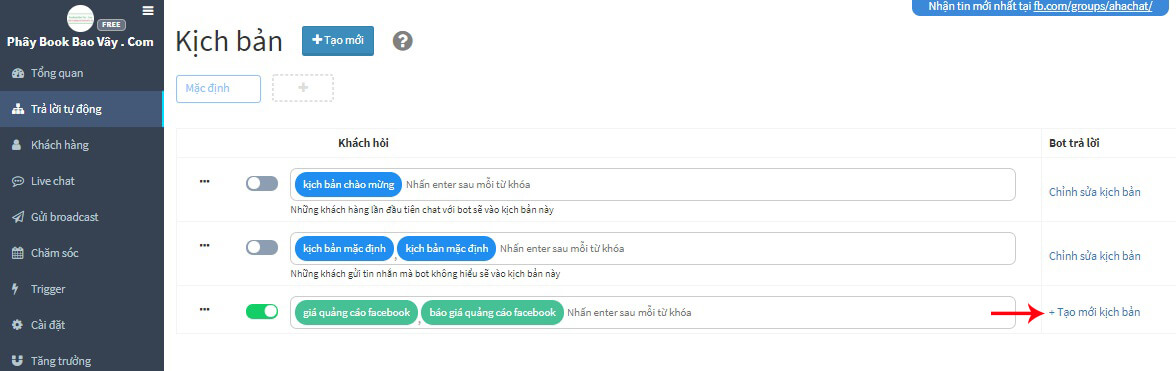 Nhận tin mới nhất tại fb.com/groups/ahachat/
FREE
Phây Book Bao Vây . Com
Tổng quan
Trả lời tự động
Khách hàng
Live chat
Gửi broadcast
Chăm sóc
Trigger
Cài đặt
Tăng trưởng
Kịch bản
+Tạo mới
?
Mặc định
+
Khách hỏi
Bot trả lời
kịch bản chào mừng Nhấn enter sau mỗi từ khóa
Chỉnh sửa kịch bản
Những khách hàng lần đầu tiên chat với bot sẽ vào kịch bản này
kịch bản mặc định , kịch bản mặc định Nhấn enter sau mỗi từ khóa
Chỉnh sửa kịch bản
Những khách gửi tin nhắn mà bot không hiểu sẽ vào kịch bản này
giá quảng cáo facebook , báo giá quảng cáo facebook Nhấn enter sau mỗi từ khóa
+ Tạo mới kịch bản